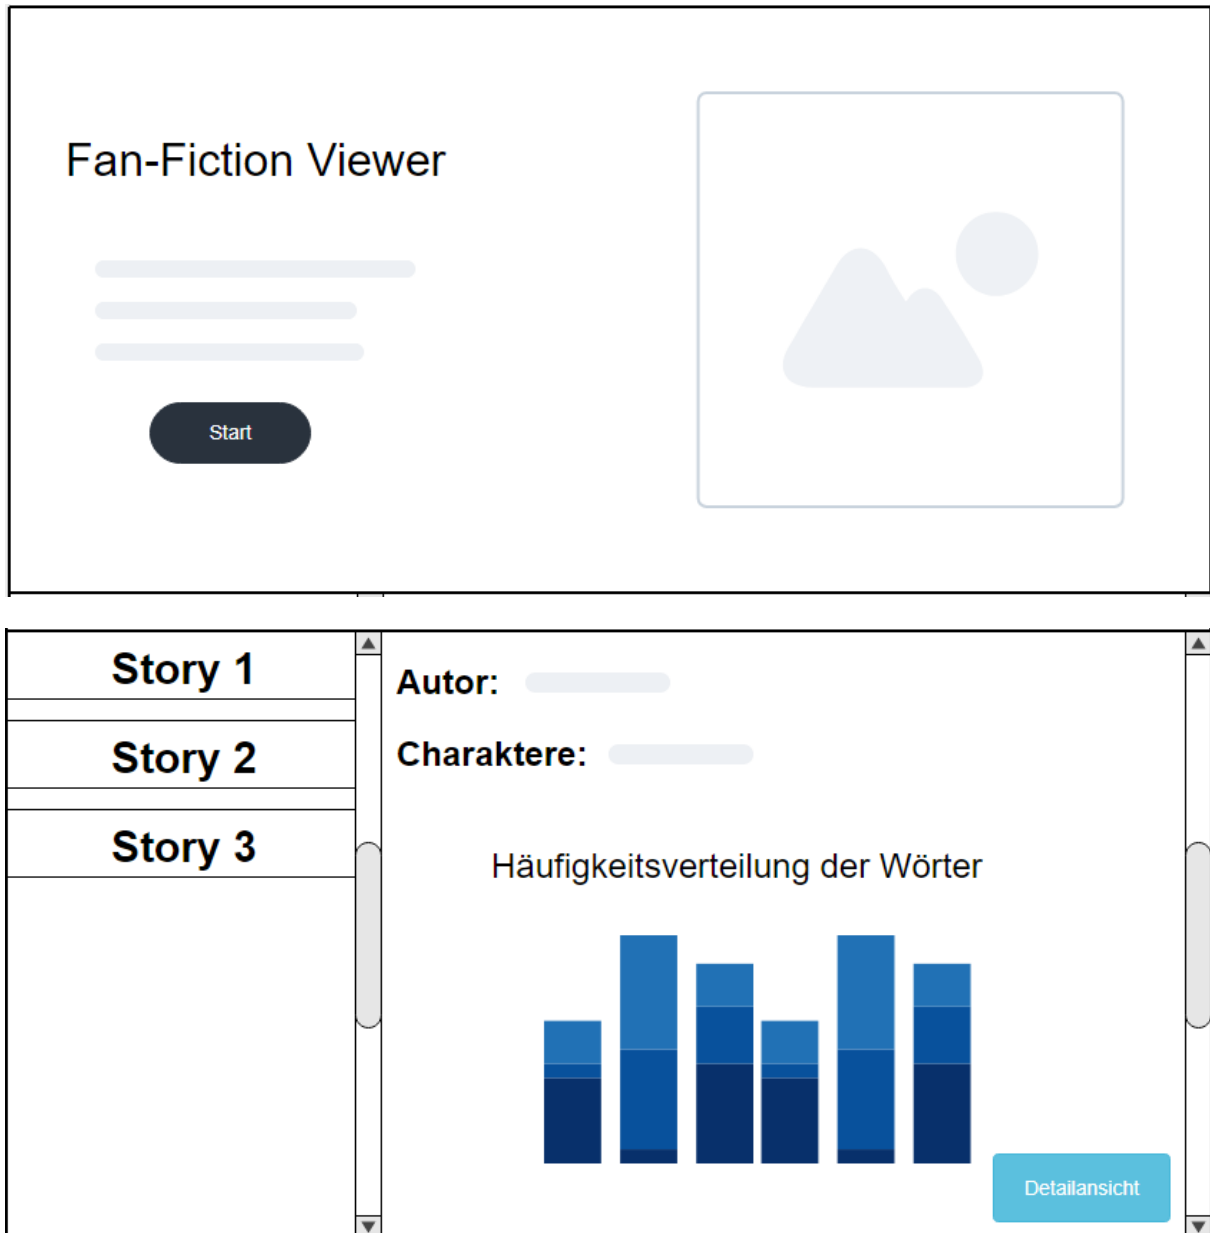 Fan-Fiction Viewer
Start
Story 1
Story 2
Story 3
Autor:
Charaktere:
Häufigkeitsverteilung der Wörter
Detailansicht